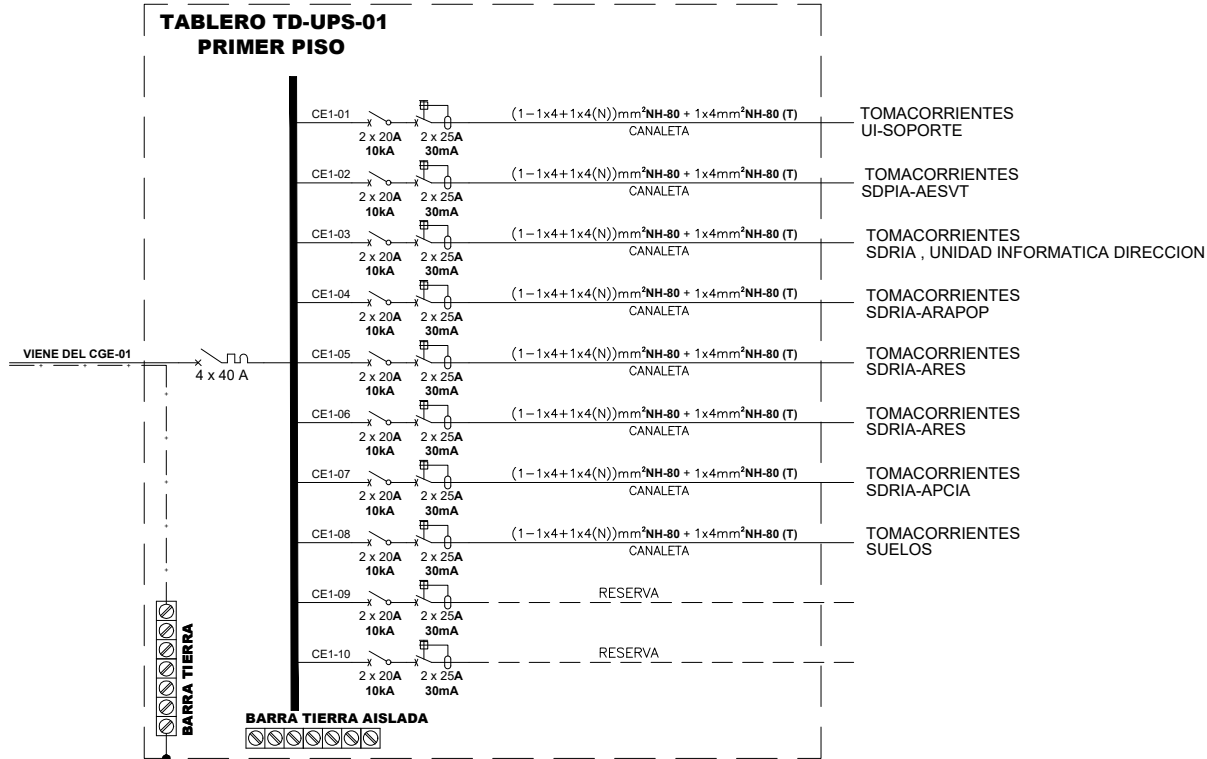 TABLERO TD-UPS-01
PRIMER PISO
CE1-01
2 x 20A
10kA
2 x 25A
30mA
(1-1x4+1x4(N))mm²NH-80 + 1x4mm²NH-80 (T)
CANALETA
TOMACORRIENTES
UI-SOPORTE
CE1-02
2 x 20A
10kA
2 x 25A
30mA
(1-1x4+1x4(N))mm²NH-80 + 1x4mm²NH-80 (T)
CANALETA
TOMACORRIENTES
SDPIA-AESVT
CE1-03
2 x 20A
10kA
2 x 25A
30mA
(1-1x4+1x4(N))mm²NH-80 + 1x4mm²NH-80 (T)
CANALETA
TOMACORRIENTES
SDRIA , UNIDAD INFORMATICA DIRECCION
CE1-04
2 x 20A
10kA
2 x 25A
30mA
(1-1x4+1x4(N))mm²NH-80 + 1x4mm²NH-80 (T)
CANALETA
TOMACORRIENTES
SDRIA-ARAPOP
VIENE DEL CGE-01
4 x 40 A
CE1-05
2 x 20A
10kA
2 x 25A
30mA
(1-1x4+1x4(N))mm²NH-80 + 1x4mm²NH-80 (T)
CANALETA
TOMACORRIENTES
SDRIA-ARES
CE1-06
2 x 20A
10kA
2 x 25A
30mA
(1-1x4+1x4(N))mm²NH-80 + 1x4mm²NH-80 (T)
CANALETA
TOMACORRIENTES
SDRIA-ARES
CE1-07
2 x 20A
10kA
2 x 25A
30mA
(1-1x4+1x4(N))mm²NH-80 + 1x4mm²NH-80 (T)
CANALETA
TOMACORRIENTES
SDRIA-APCIA
CE1-08
2 x 20A
10kA
2 x 25A
30mA
(1-1x4+1x4(N))mm²NH-80 + 1x4mm²NH-80 (T)
CANALETA
TOMACORRIENTES
SUELOS
CE1-09
2 x 20A
10kA
2 x 25A
30mA
RESERVA
CE1-10
2 x 20A
10kA
2 x 25A
30mA
RESERVA
BARRA TIERRA
BARRA TIERRA AISLADA